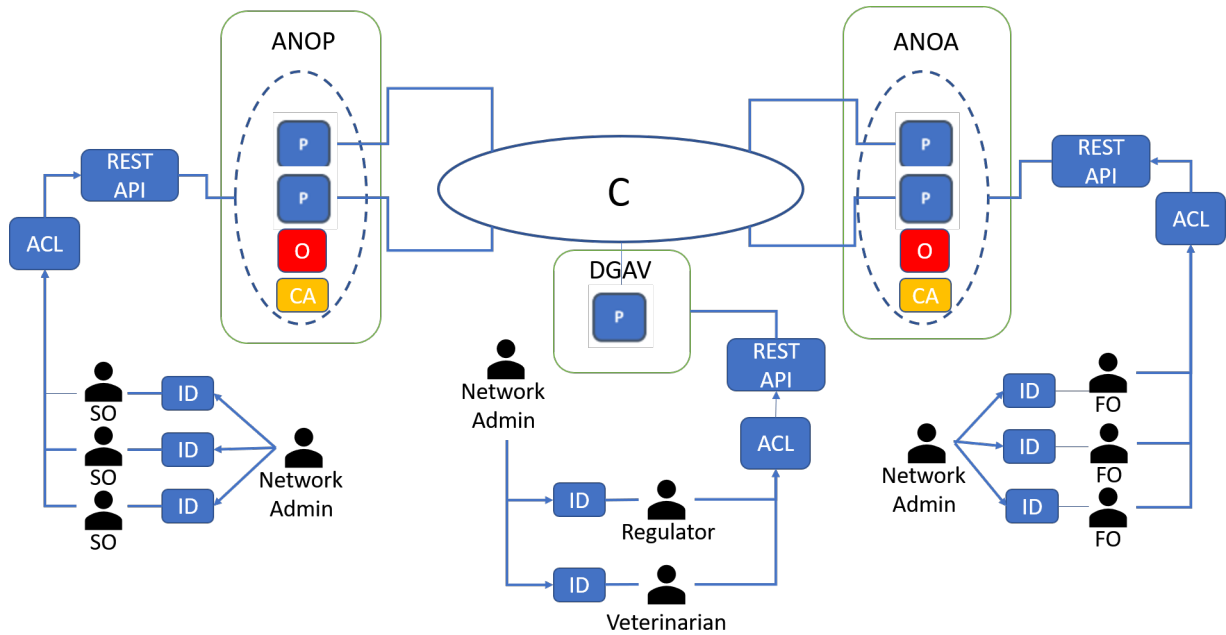 ANOP
P
P
O
CA
REST
API
ACL
SO
SO
SO
ID
ID
ID
Network
Admin
C
DGAV
P
REST
API
ACL
Network
Admin
ID
Regulator
ID
Veterinarian
ANOA
P
P
O
CA
REST
API
ACL
Network
Admin
ID
ID
ID
FO
FO
FO